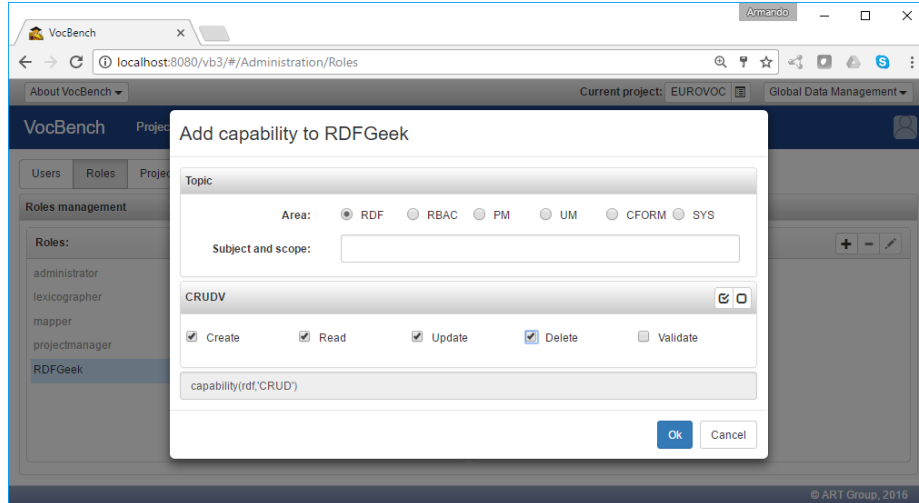 Armando
VocBench
localhost:8080/vb3/#/Administration/Roles
About VocBench
Current project: EUROVOC
Global Data Management
VocBench
Projec
Add capability to RDFGeek
Users
Roles
Projec
Topic
Roles management
Area: RDF RBAC PM UM CFORM SYS
Roles:
Subject and scope:
administrator
lexicographer
CRUDV
mapper
Create Read Update Delete Validate
projectmanager
RDFGeek
capability(rdf,'CRUD')
Ok Cancel
© ART Group, 2016